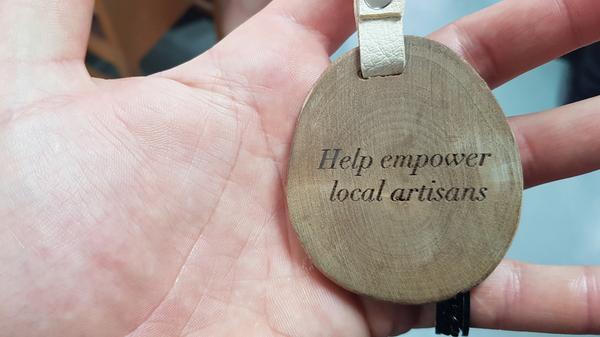 Help empower
local artisans